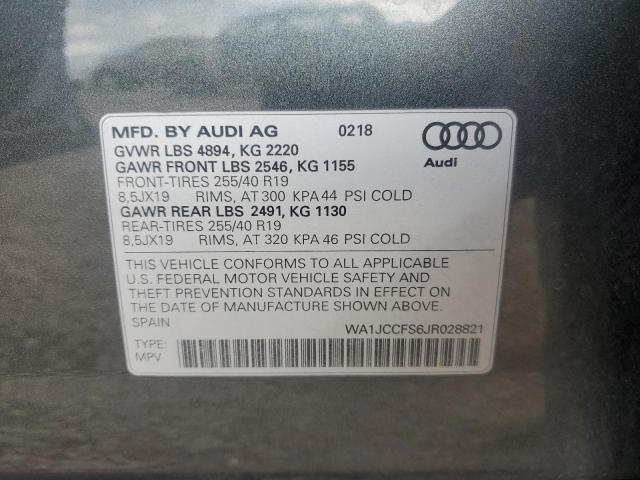 MFD. BY AUDI AG 0218
GVWR LBS 4894, KG 2220
GAWR FRONT LBS 2546, KG 1155
FRONT-TIRES 255/40 R19
8,5JX19 RIMS, AT 300 KPA 44 PSI COLD
GAWR REAR LBS 2491, KG 1130
REAR-TIRES 255/40 R19
8,5JX19 RIMS, AT 320 KPA 46 PSI COLD
Audi
THIS VEHICLE CONFORMS TO ALL APPLICABLE
U.S. FEDERAL MOTOR VEHICLE SAFETY AND
THEFT PREVENTION STANDARDS IN EFFECT ON
THE DATE OF MANUFACTURE SHOWN ABOVE.
SPAIN
WA1JCCFS6JR028821
TYPE:
MPV